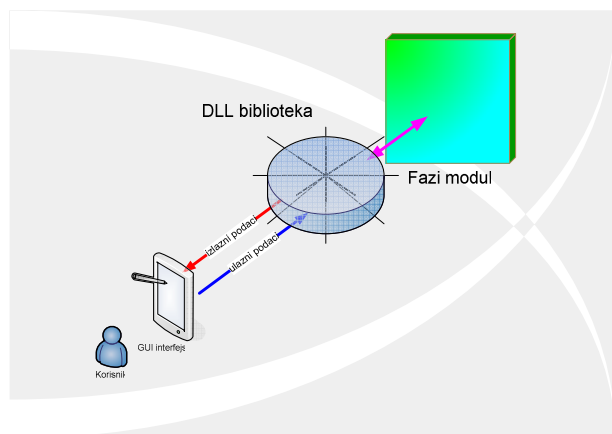 DLL biblioteka
Fazi modul
izlazni podaci
ulazni podaci
GUI interfejs
Korisnik